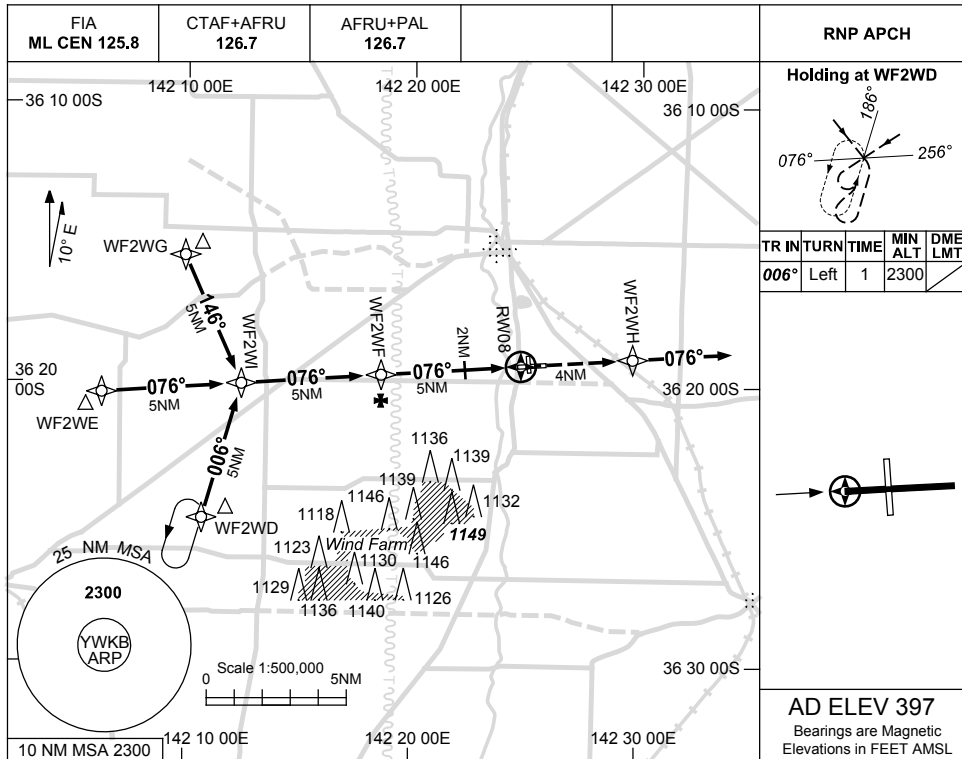 FIA
ML CEN 125.8
CTAF+AFRU
126.7
AFRU+PAL
126.7
RNP APCH
142 10 00E
142 20 00E
142 30 00E
36 10 00S
36 10 00S
Holding at WF2WD
186°
076°
256°
TR IN
TURN
TIME
MIN ALT
DME LMT
006°
Left
1
2300
10° E
WF2WG
146°
5NM
WF2WI
WF2WF
2NM
RW08
WF2WH
36 20 00S
076°
5NM
076°
5NM
076°
5NM
4NM
076°
36 20 00S
WF2WE
006°
5NM
WF2WD
1136
1139
1139
1132
1146
1118
1149
Wind Farm
1123
1130
1146
1129
1136
1140
1126
25 NM MSA
2300
YWKB
ARP
Scale 1:500,000
0
5NM
36 30 00S
10 NM MSA 2300
142 10 00E
142 20 00E
142 30 00E
AD ELEV 397
Bearings are Magnetic
Elevations in FEET AMSL